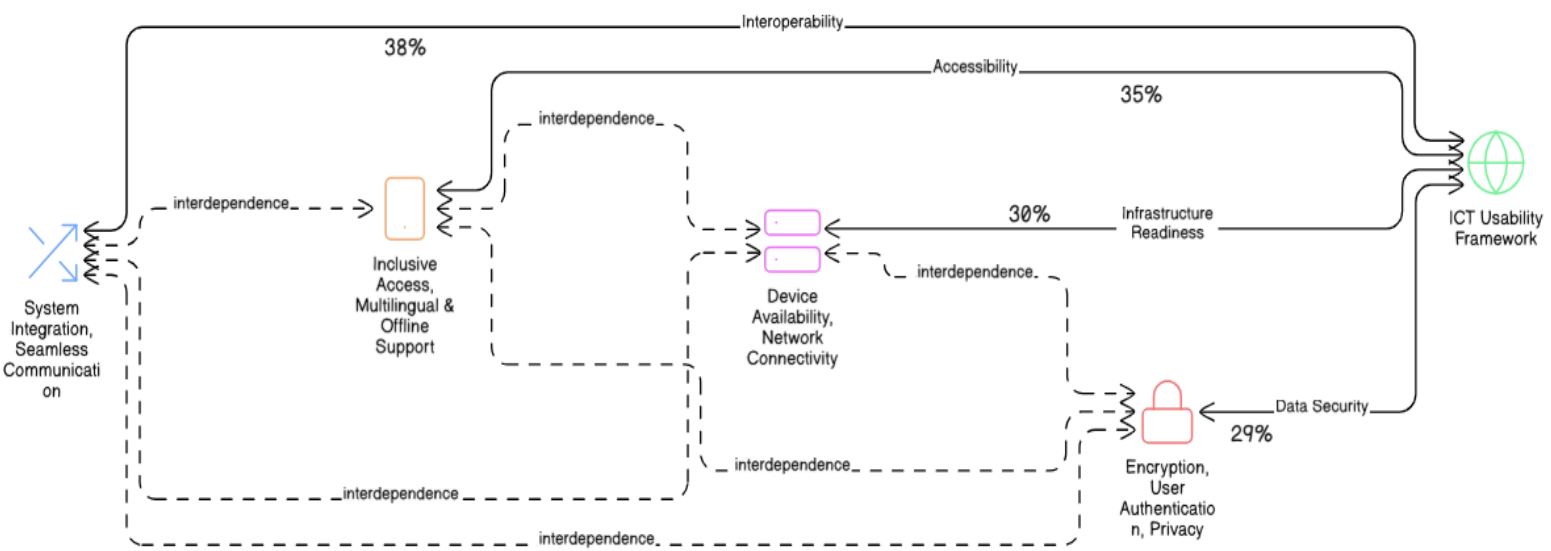 Interoperability
38%
Accessibility
35%
interdependence
interdependence
30%
Infrastructure
Readiness
ICT Usability
Framework
Inclusive
Access,
Multilingual &
Offline
Support
interdependence
Device
Availability,
Network
Connectivity
System
Integration,
Seamless
Communicati
on
Data Security
29%
interdependence
Encryption,
User
Authenticatio
n, Privacy
interdependence
interdependence